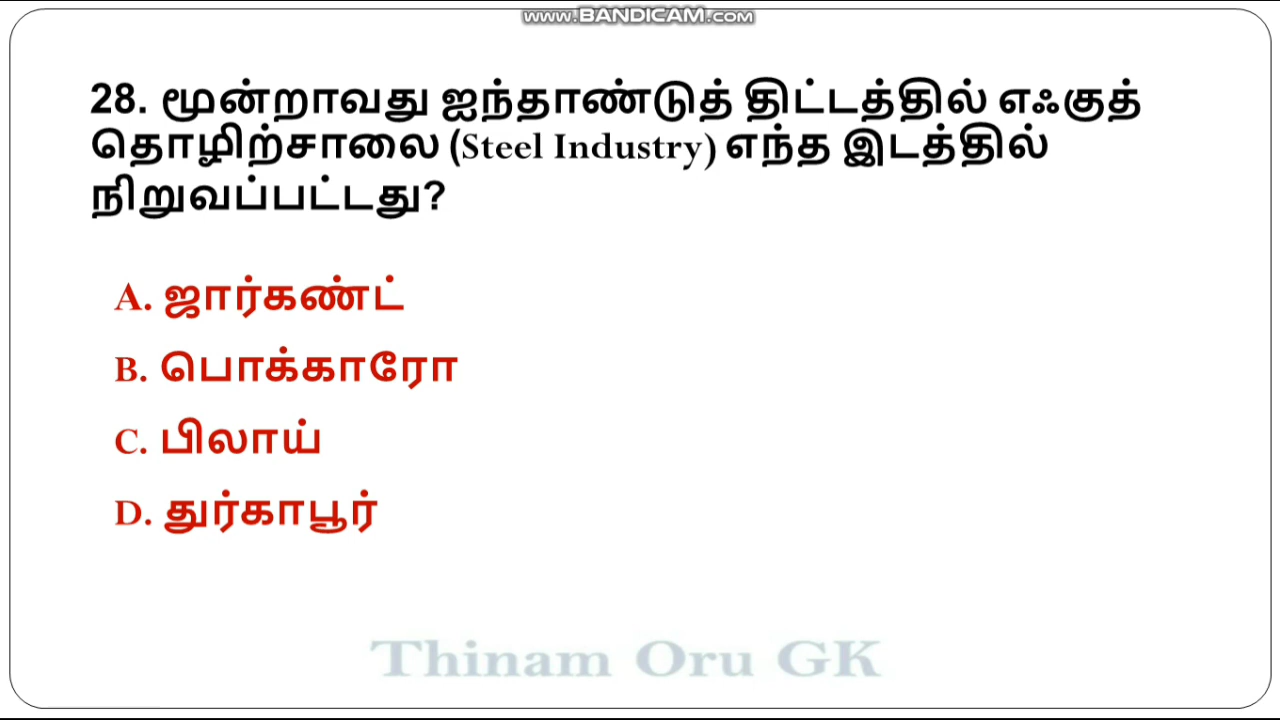 www.BANDICAM.com
28. மூன்றாவது ஐந்தாண்டுத் திட்டத்தில் எஃகுத்
தொழிற்சாலை (Steel Industry) எந்த இடத்தில்
நிறுவப்பட்டது?
A. ஜார்கண்ட்
B. பொக்காரோ
C. பிலாய்
D. துர்காபூர்
Thinam Oru GK